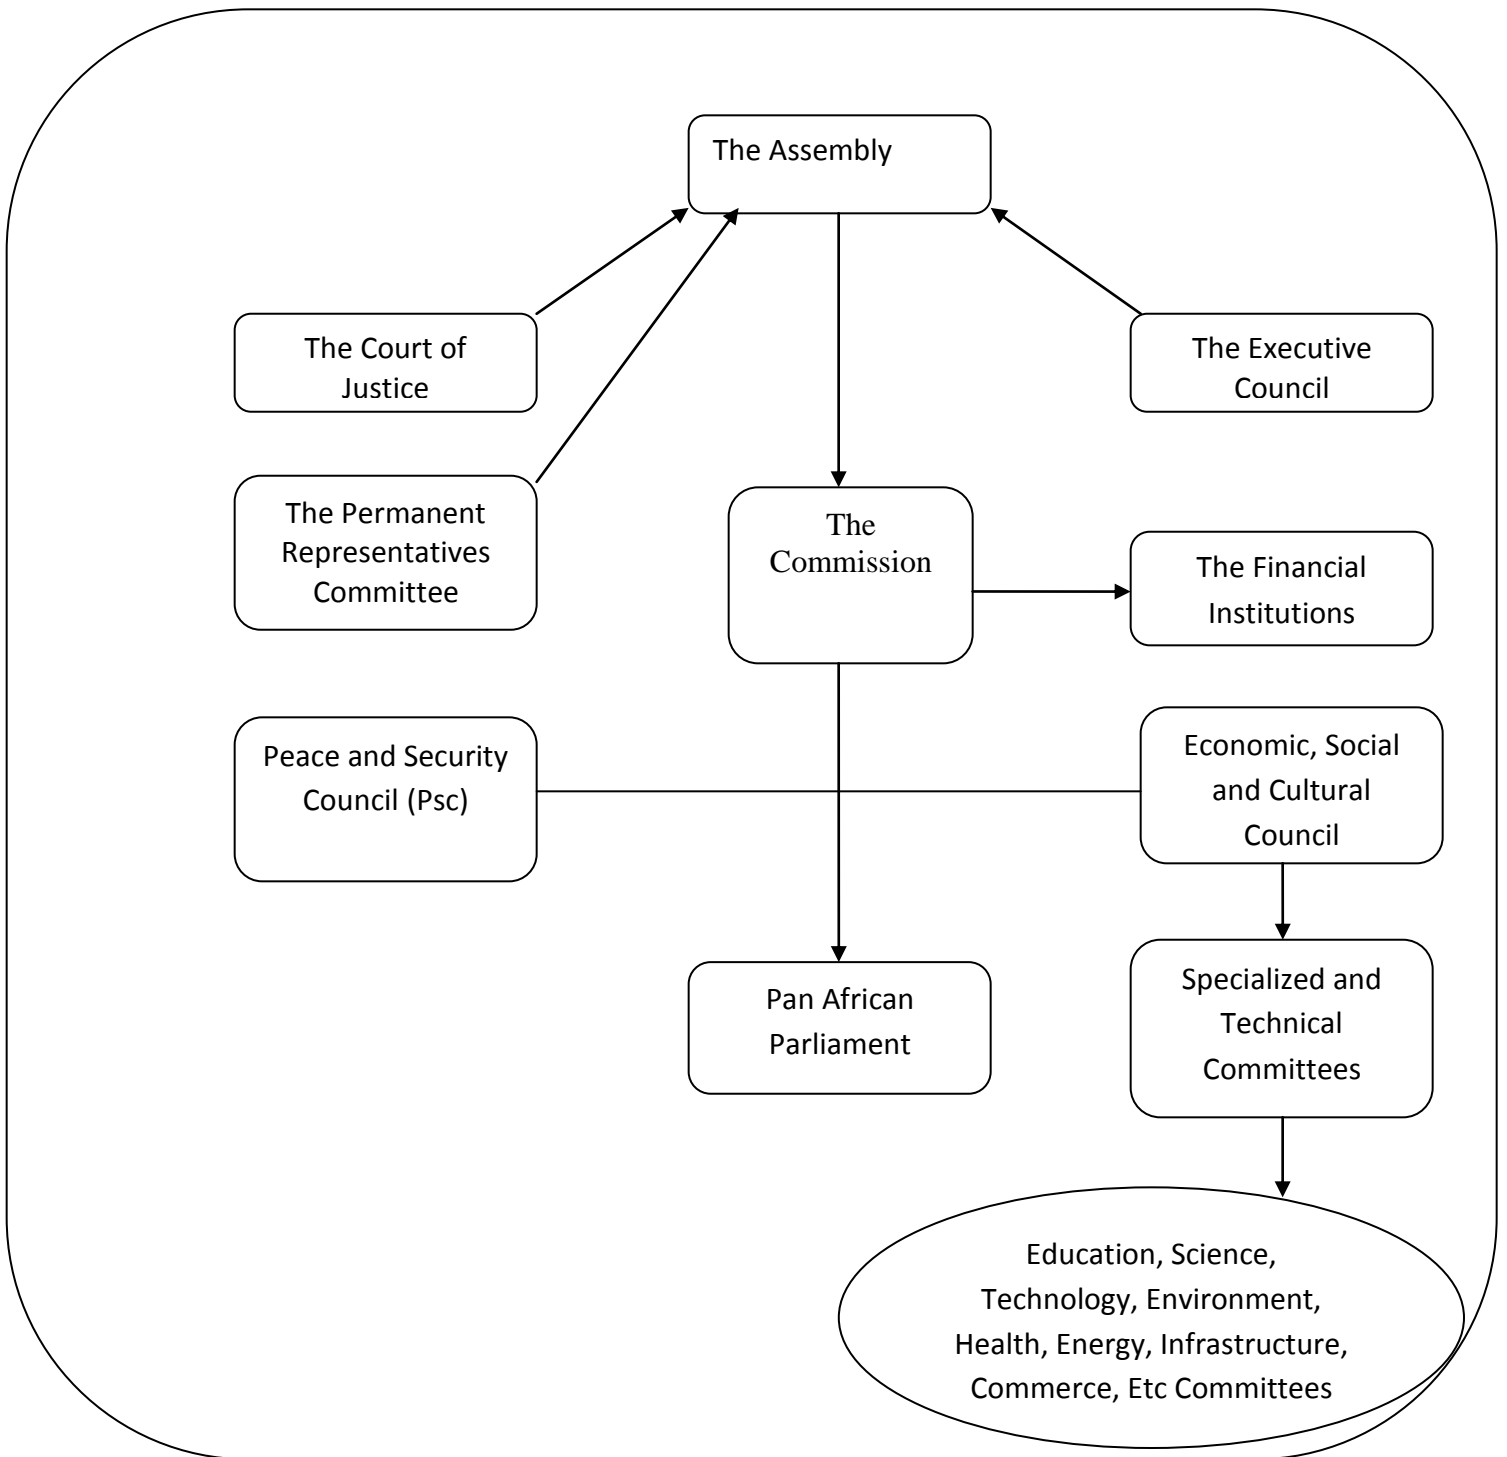 The Assembly
The Court of
Justice
The Executive
Council
The Permanent
Representatives
Committee
The
Commission
The Financial
Institutions
Peace and Security
Council (Psc)
Economic, Social
and Cultural
Council
Pan African
Parliament
Specialized and
Technical
Committees
Education, Science,
Technology, Environment,
Health, Energy, Infrastructure,
Commerce, Etc Committees